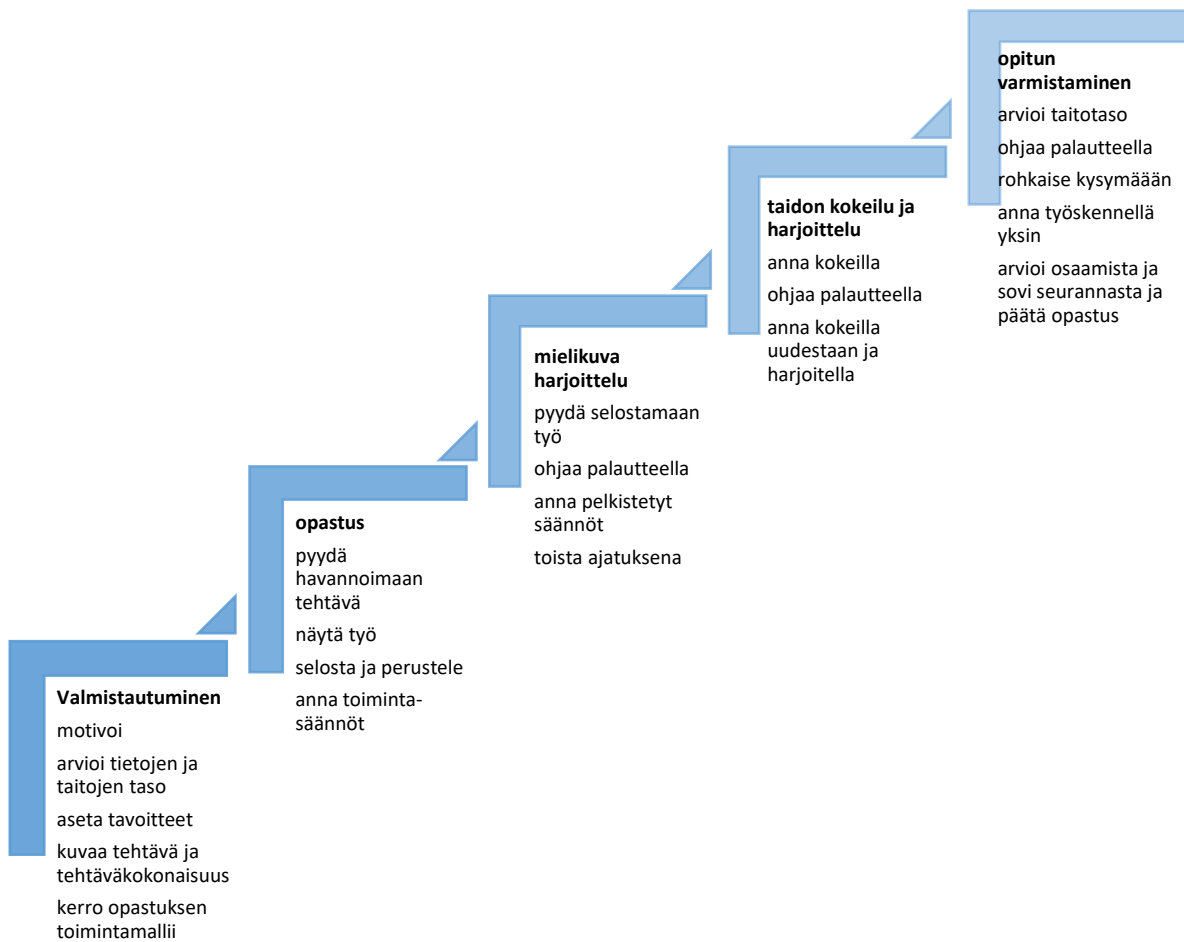 Valmistautuminen
motivoi
arvioi tietojen ja
taitojen taso
aseta tavoitteet
kuvaa tehtävä ja
tehtäväkokonaisuus
kerro opastuksen
toimintamallii
opastus
pyydä
havannoimaan
tehtävä
näytä työ
selosta ja perustele
anna toiminta-
säännöt
mielikuva
harjoittelu
pyydä selostamaan
työ
ohjaa palautteella
anna pelkistetyt
säännöt
toista ajatuksena
taidon kokeilu ja
harjoittelu
anna kokeilla
ohjaa palautteella
anna kokeilla
uudestaan ja
harjoitella
opitun
varmistaminen
arvioi taitotaso
ohjaa palautteella
rohkaise kysymäään
anna työskennellä
yksin
arvioi osaamista ja
sovi seurannasta ja
päätä opastus